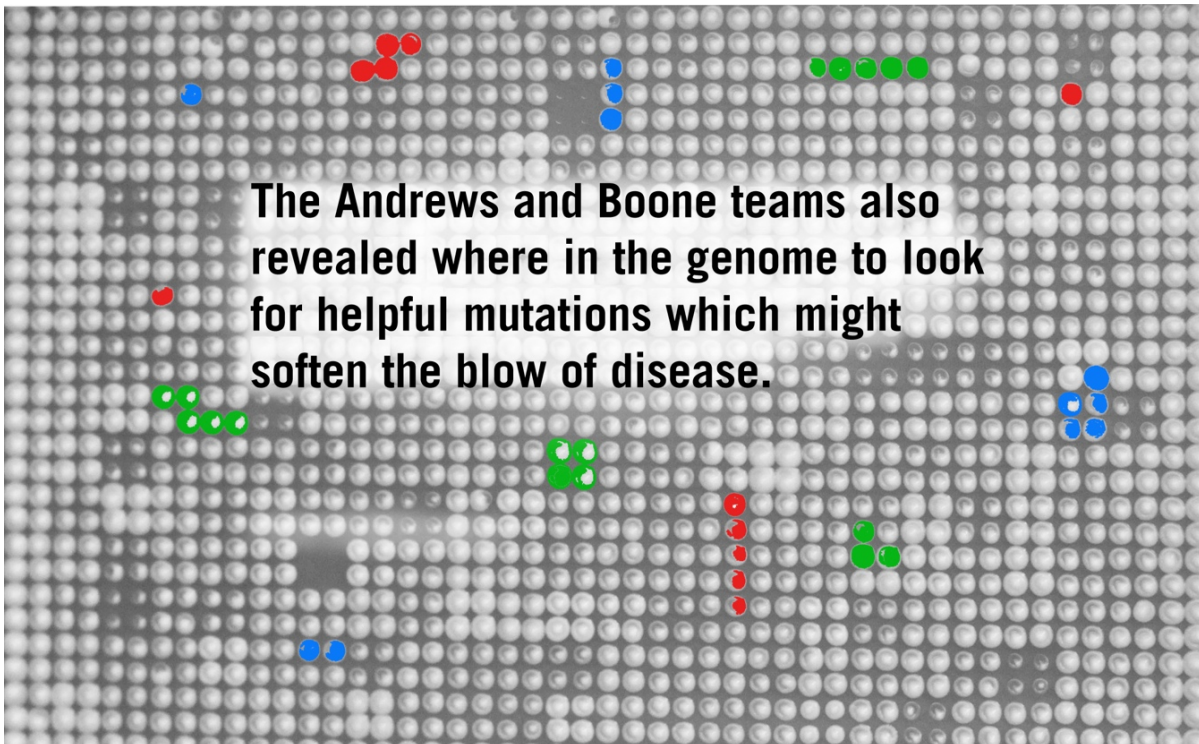 The Andrews and Boone teams also
revealed where in the genome to look
for helpful mutations which might
soften the blow of disease.